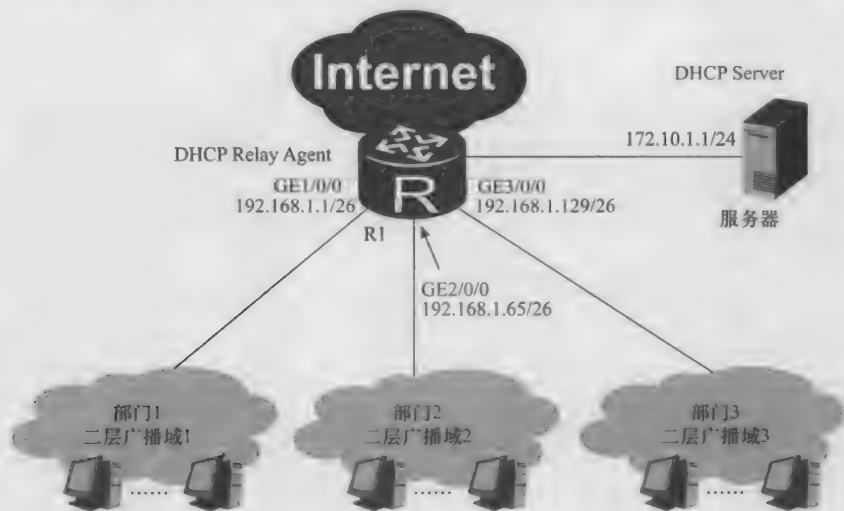 Internet
DHCP Server
DHCP Relay Agent
172.10.1.1/24
GE1/0/0
192.168.1.1/26
GE3/0/0
192.168.1.129/26
R
R1
服务器
GE2/0/0
192.168.1.65/26
部门1
二层广播域1
部门2
二层广播域2
部门3
二层广播域3
……
……
……